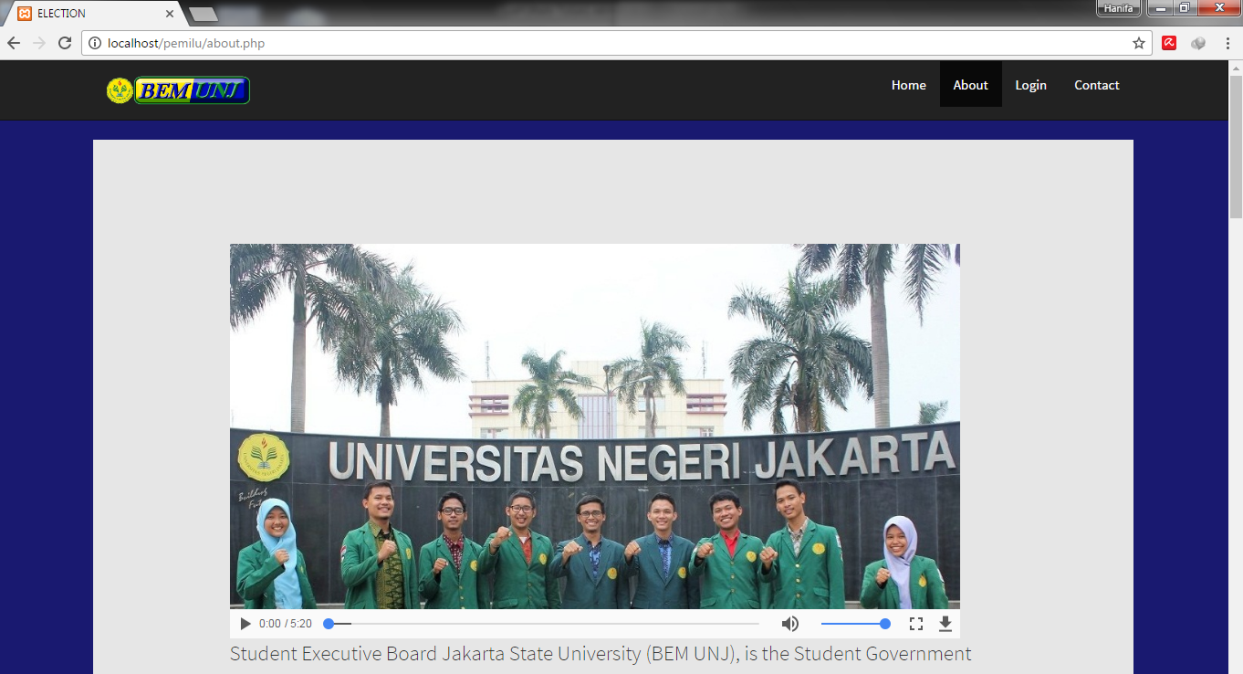 ELECTION
Hanifa
localhost/pemilu/about.php
BEM UNJ
Home
About
Login
Contact
UNIVERSITAS NEGERI JAKARTA
Building
0:00 / 5:20
Student Executive Board Jakarta State University (BEM UNJ), is the Student Government